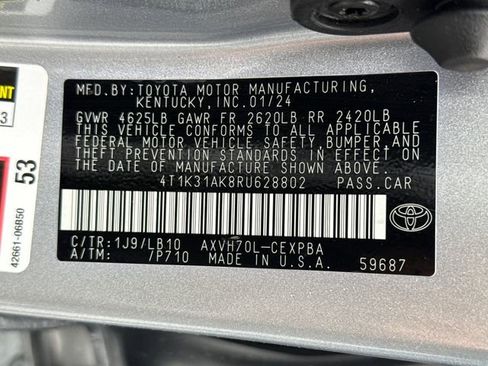 MFD.BY:TOYOTA MOTOR MANUFACTURING,
KENTUCKY,INC.01/24
GVWR 4625LB GAWR FR 2620LB RR 2420LB
THIS VEHICLE CONFORMS TO ALL APPLICABLE
FEDERAL MOTOR VEHICLE SAFETY,BUMPER,AND
THEFT PREVENTION STANDARDS IN EFFECT ON
THE DATE OF MANUFACTURE SHOWN ABOVE.
4T1K31AK8RU628802 PASS.CAR
C/TR:1J9/LB10 AXVH70L-CEXPBA
A/TM: /P710 MADE IN U.S.A. 59687
53
42661-06B50